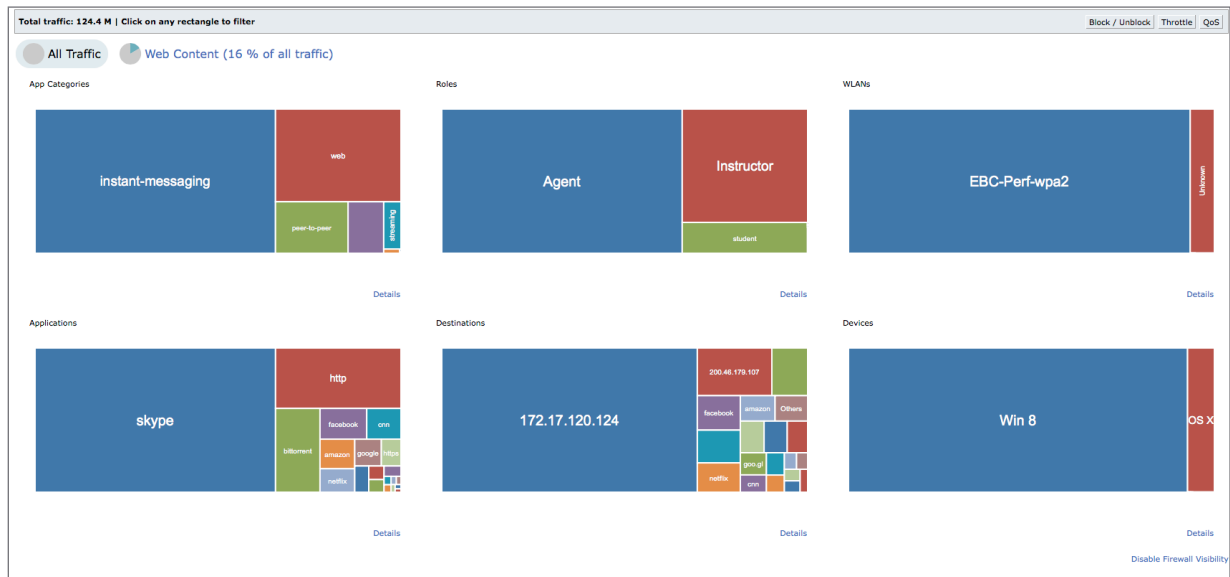 Total traffic: 124.4 M | Click on any rectangle to filter
Block / Unblock
Throttle
QoS
All Traffic
Web Content (16 % of all traffic)
App Categories
Roles
WLANs
instant-messaging
web
peer-to-peer
streaming
Agent
Instructor
student
EBC-Perf-wpa2
Unknown
Details
Details
Details
Applications
Destinations
Devices
skype
http
bittorrent
facebook
cnn
amazon
google
https
netflix
172.17.120.124
200.46.179.107
facebook
amazon
Others
goo.gl
netflix
cnn
Win 8
OS X
Details
Details
Details
Disable Firewall Visibility